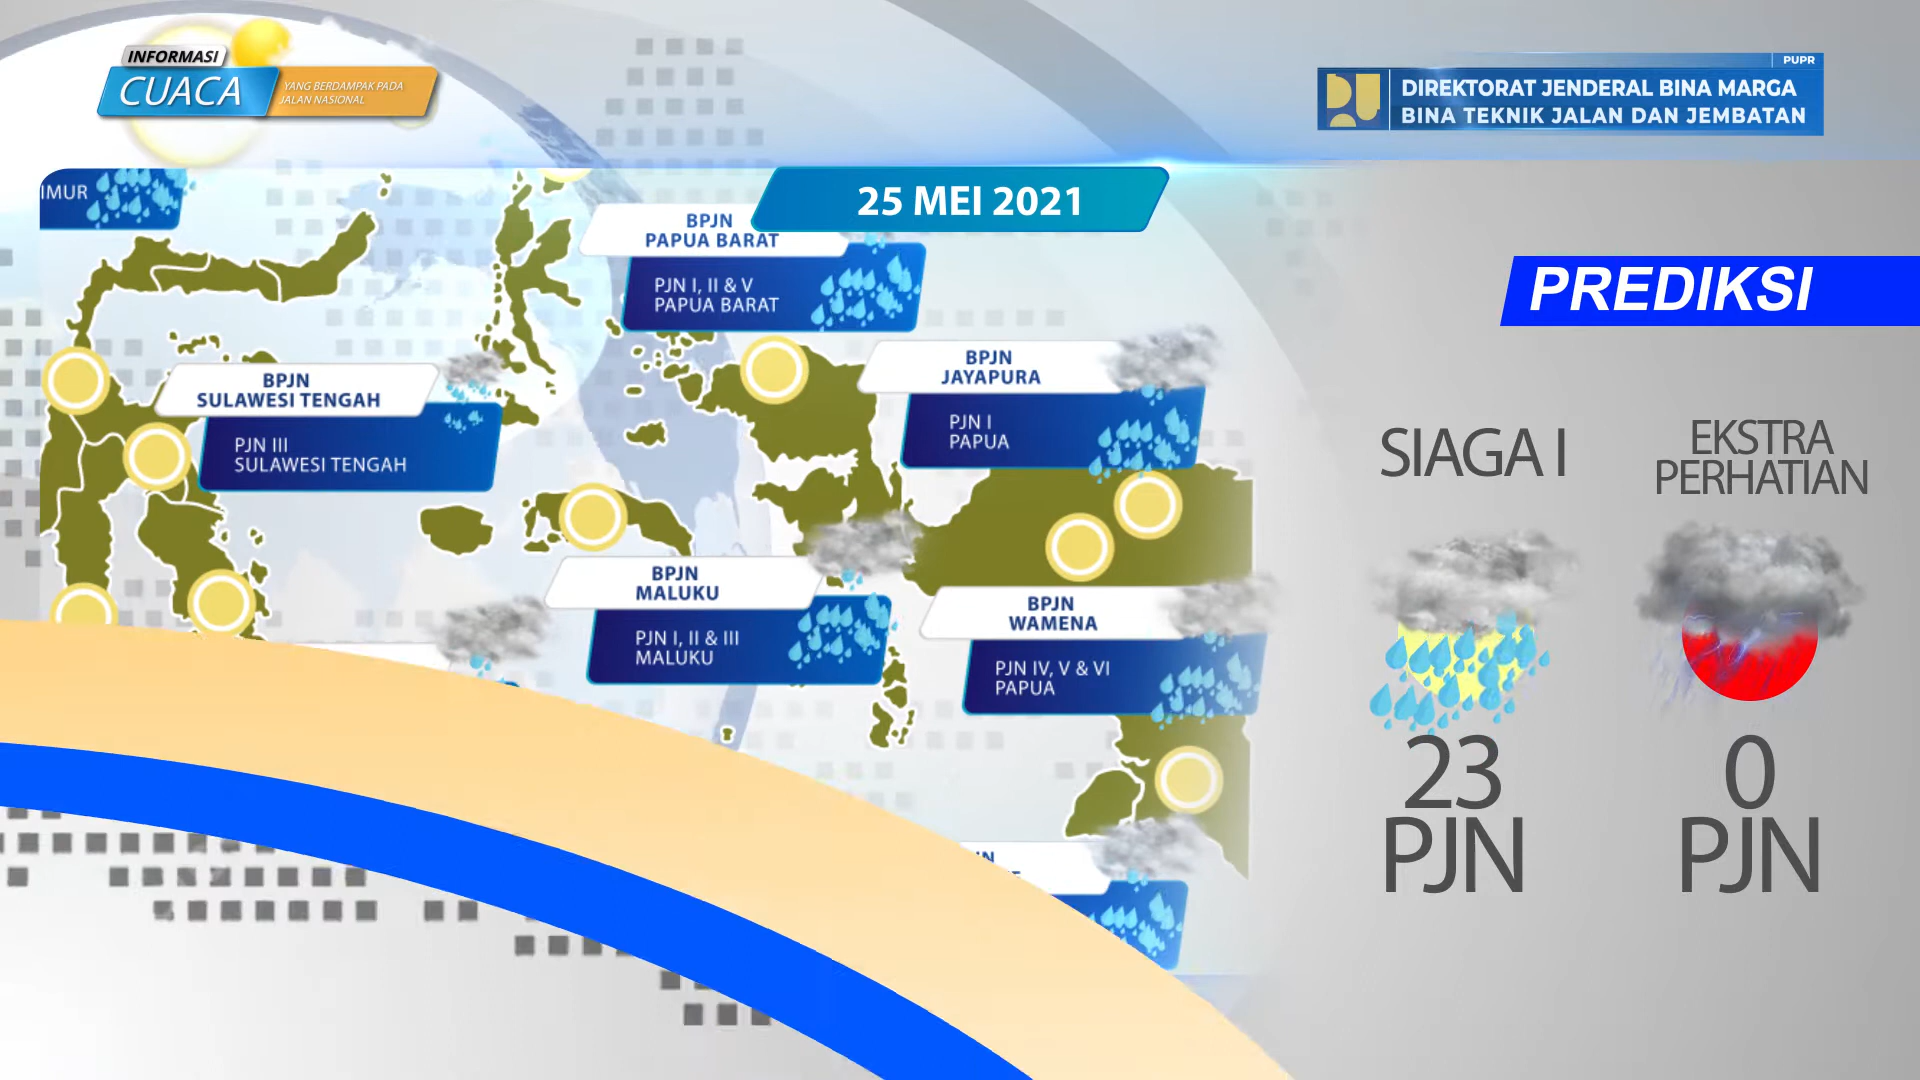 INFORMASI
CUACA
YANG BERDAMPAK PADA
JALAN NASIONAL
PUPR
DIREKTORAT JENDERAL BINA MARGA
BINA TEKNIK JALAN DAN JEMBATAN
IMUR
25 MEI 2021
BPJN
PAPUA BARAT
PJN I, II & V
PAPUA BARAT
PREDIKSI
BPJN
SULAWESI TENGAH
PJN III
SULAWESI TENGAH
BPJN
JAYAPURA
PJN I
PAPUA
BPJN
MALUKU
PJN I, II & III
MALUKU
BPJN
WAMENA
PJN IV, V & VI
PAPUA
SIAGA I
23
PJN
EKSTRA
PERHATIAN
0
PJN